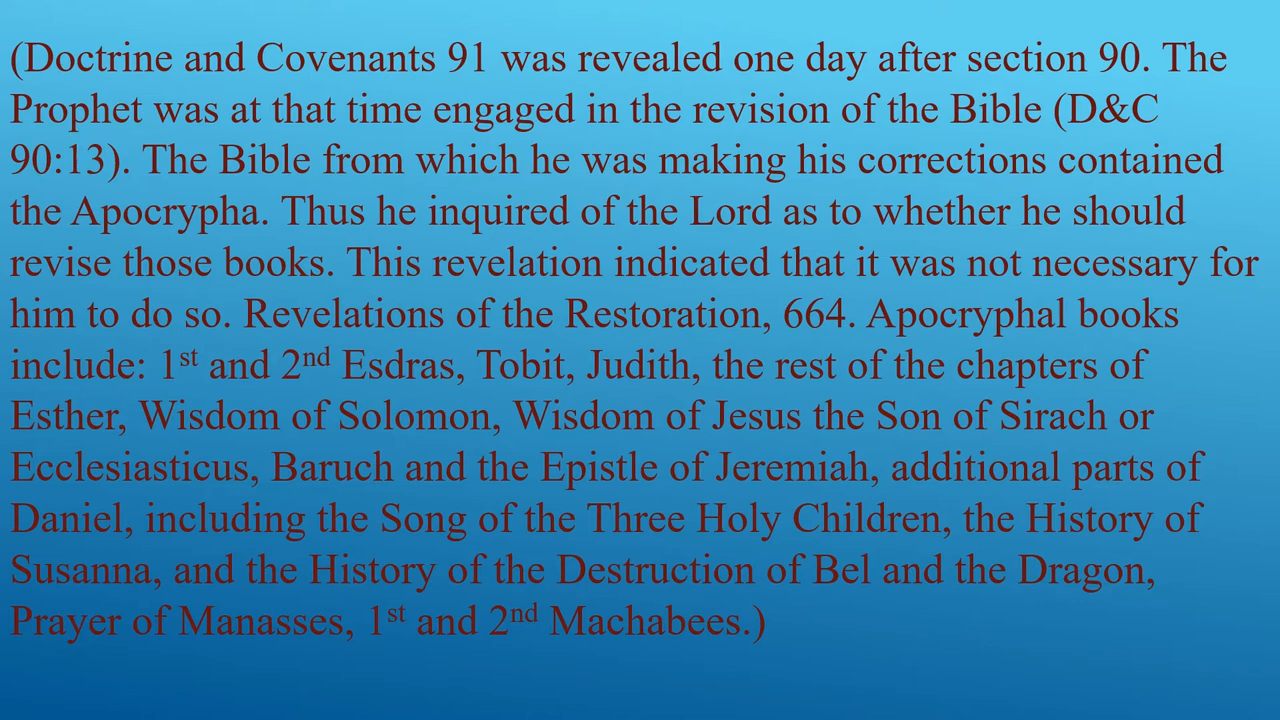 (Doctrine and Covenants 91 was revealed one day after section 90. The
Prophet was at that time engaged in the revision of the Bible (D&C
90:13). The Bible from which he was making his corrections contained
the Apocrypha. Thus he inquired of the Lord as to whether he should
revise those books. This revelation indicated that it was not necessary for
him to do so. Revelations of the Restoration, 664. Apocryphal books
include: 1st and 2nd Esdras, Tobit, Judith, the rest of the chapters of
Esther, Wisdom of Solomon, Wisdom of Jesus the Son of Sirach or
Ecclesiasticus, Baruch and the Epistle of Jeremiah, additional parts of
Daniel, including the Song of the Three Holy Children, the History of
Susanna, and the History of the Destruction of Bel and the Dragon,
Prayer of Manasses, 1st and 2nd Machabees.)